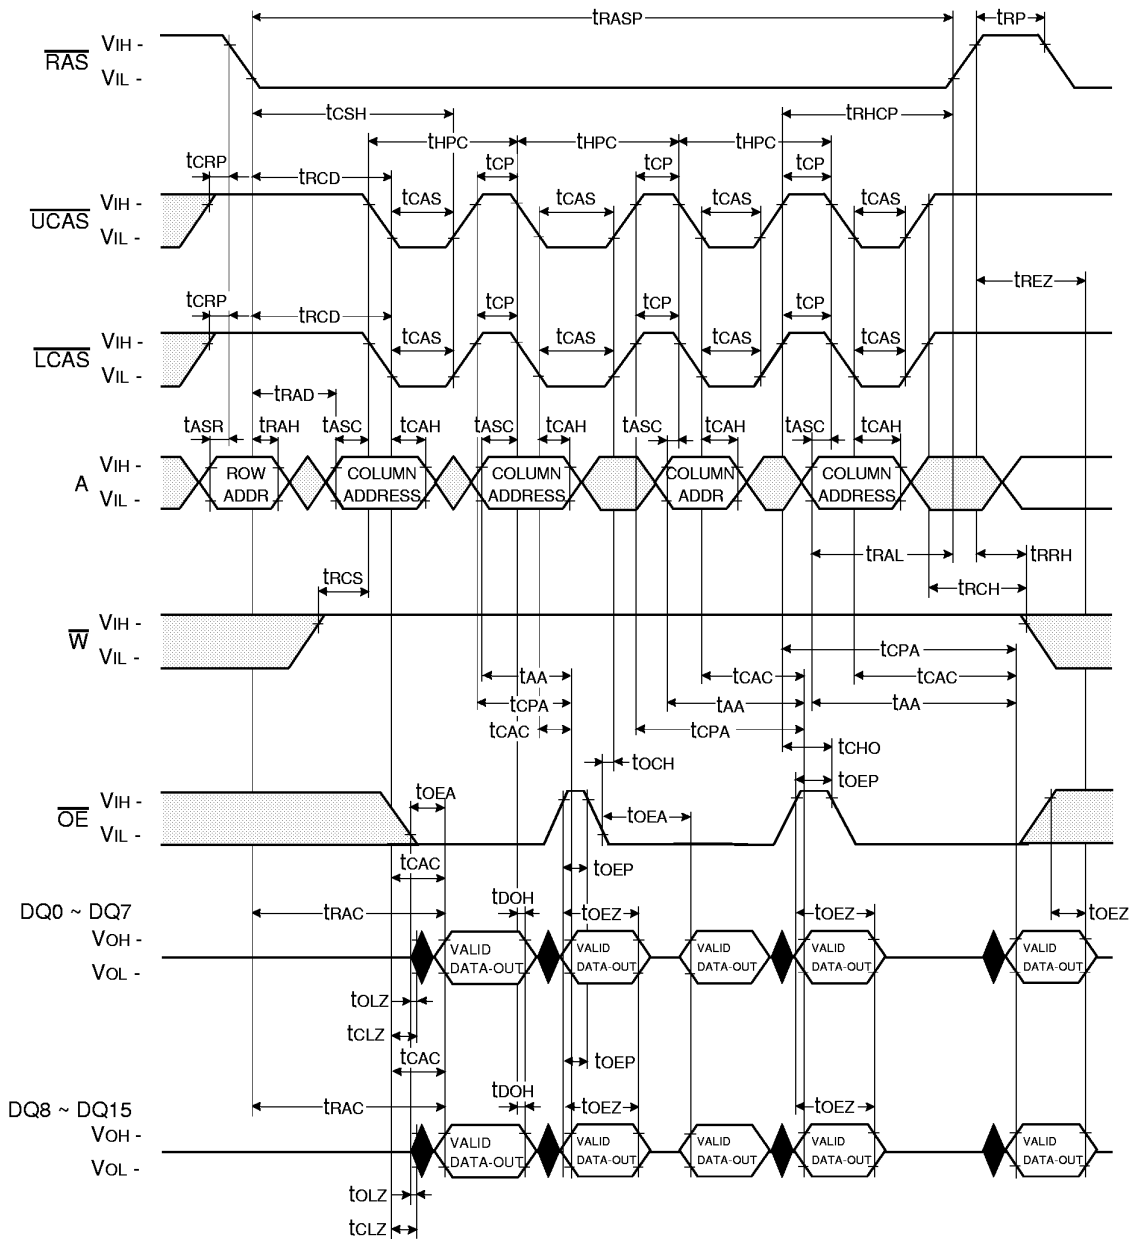 tRASP tRP
RAS VIH -
VIL -
tCSH tRHCP
tHPC tHPC tHPC
tCRP tRCD tCP tCP tCP
UCAS VIH - tCAS tCAS tCAS tCAS
VIL -
tREZ
tCRP tRCD tCP tCP tCP
LCAS VIH - tCAS tCAS tCAS tCAS
VIL -
tRAD
tASR tRAH tASC tCAH tASC tCAH tASC tCAH tASC tCAH
A VIH - ROW COLUMN COLUMN COLUMN COLUMN
VIL - ADDR ADDRESS ADDRESS ADDR ADDRESS
tRAL tRRH
tRCS tRCH
W VIH -
VIL - tCPA
tAA tCAC tCAC
tCPA tAA tAA
tCAC tCPA
tCHO
tOCH tOEP
OE VIH - tOEA tOEA
VIL -
tCAC tOEP
DQ0 ~ DQ7 tRAC tDOH tOEZ tOEZ tOEZ
VOH - VALID VALID VALID VALID VALID
VOL - DATA-OUT DATA-OUT DATA-OUT DATA-OUT DATA-OUT
tOLZ
tCLZ
tCAC tOEP
DQ8 ~ DQ15 tRAC tDOH tOEZ tOEZ
VOH - VALID VALID VALID VALID VALID
VOL - DATA-OUT DATA-OUT DATA-OUT DATA-OUT DATA-OUT
tOLZ
tCLZ